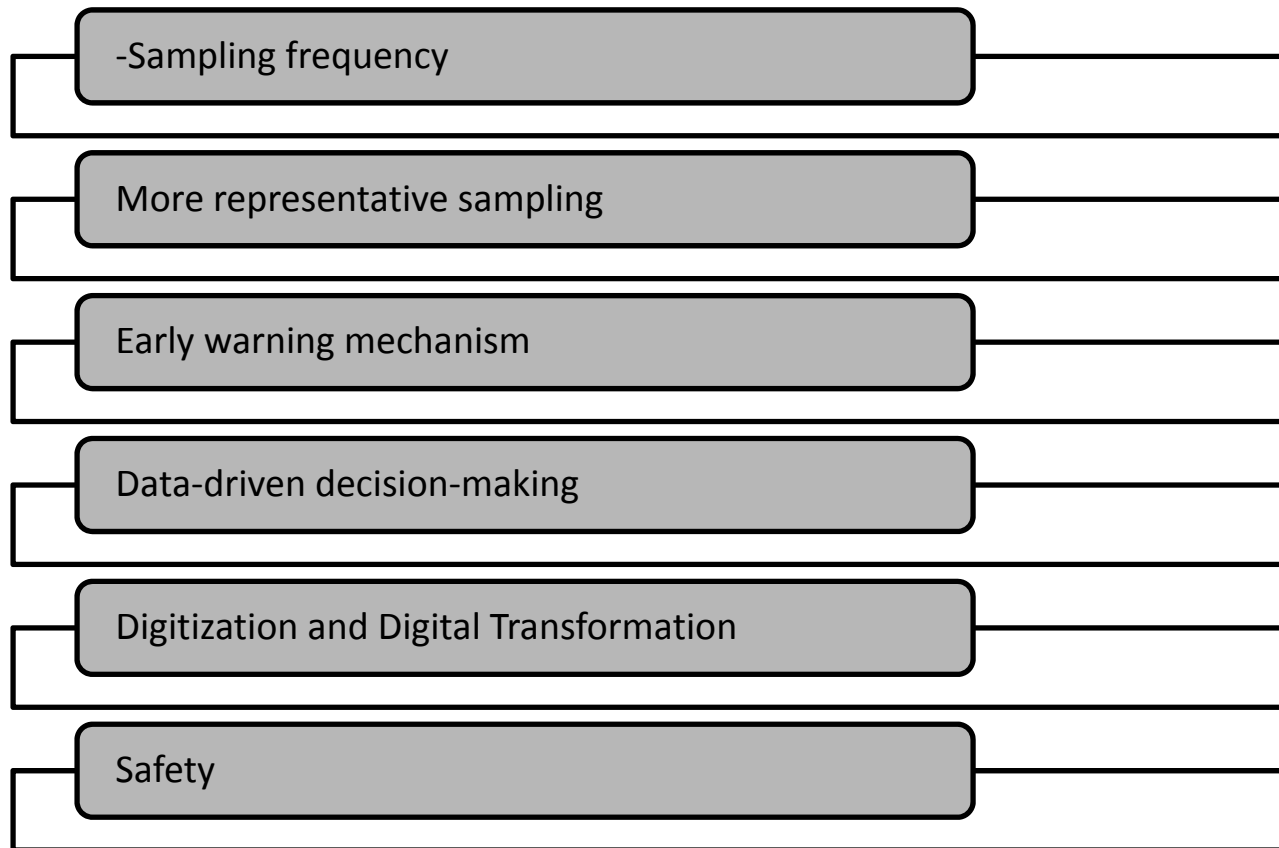 -Sampling frequency
More representative sampling
Early warning mechanism
Data-driven decision-making
Digitization and Digital Transformation
Safety